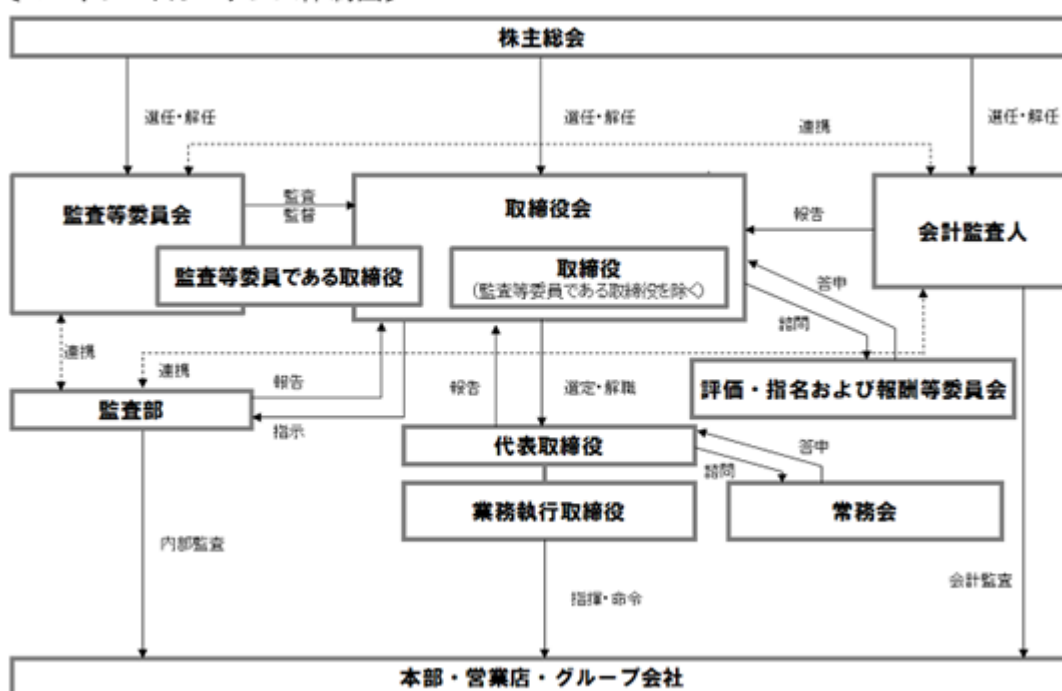 株主総会
選任・解任
選任・解任
選任・解任
連携
監査等委員会
監査
監督
取締役会
報告
会計監査人
監査等委員である取締役
取締役
(監査等委員である取締役を除く)
答申
諮問
連携
連携
報告
報告
選定・解職
評価・指名および報酬等委員会
監査部
指示
代表取締役
答申
諮問
業務執行取締役
常務会
内部監査
会計監査
指揮・命令
本部・営業店・グループ会社